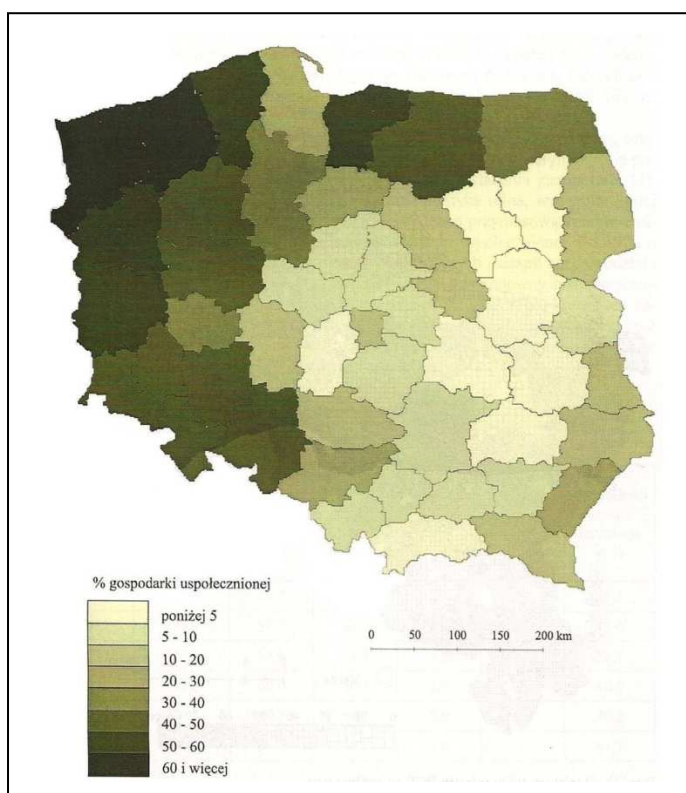 % gospodarki uspołecznionej
poniżej 5
5 - 10
10 - 20
20 - 30
30 - 40
40 - 50
50 - 60
60 i więcej
0 50 100 150 200 km